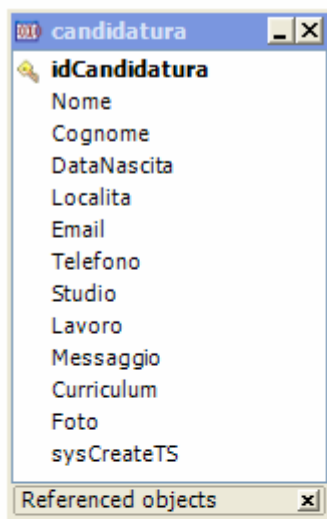 candidatura
idCandidatura
Nome
Cognome
DataNascita
Localita
Email
Telefono
Studio
Lavoro
Messaggio
Curriculum
Foto
sysCreateTS
Referenced objects